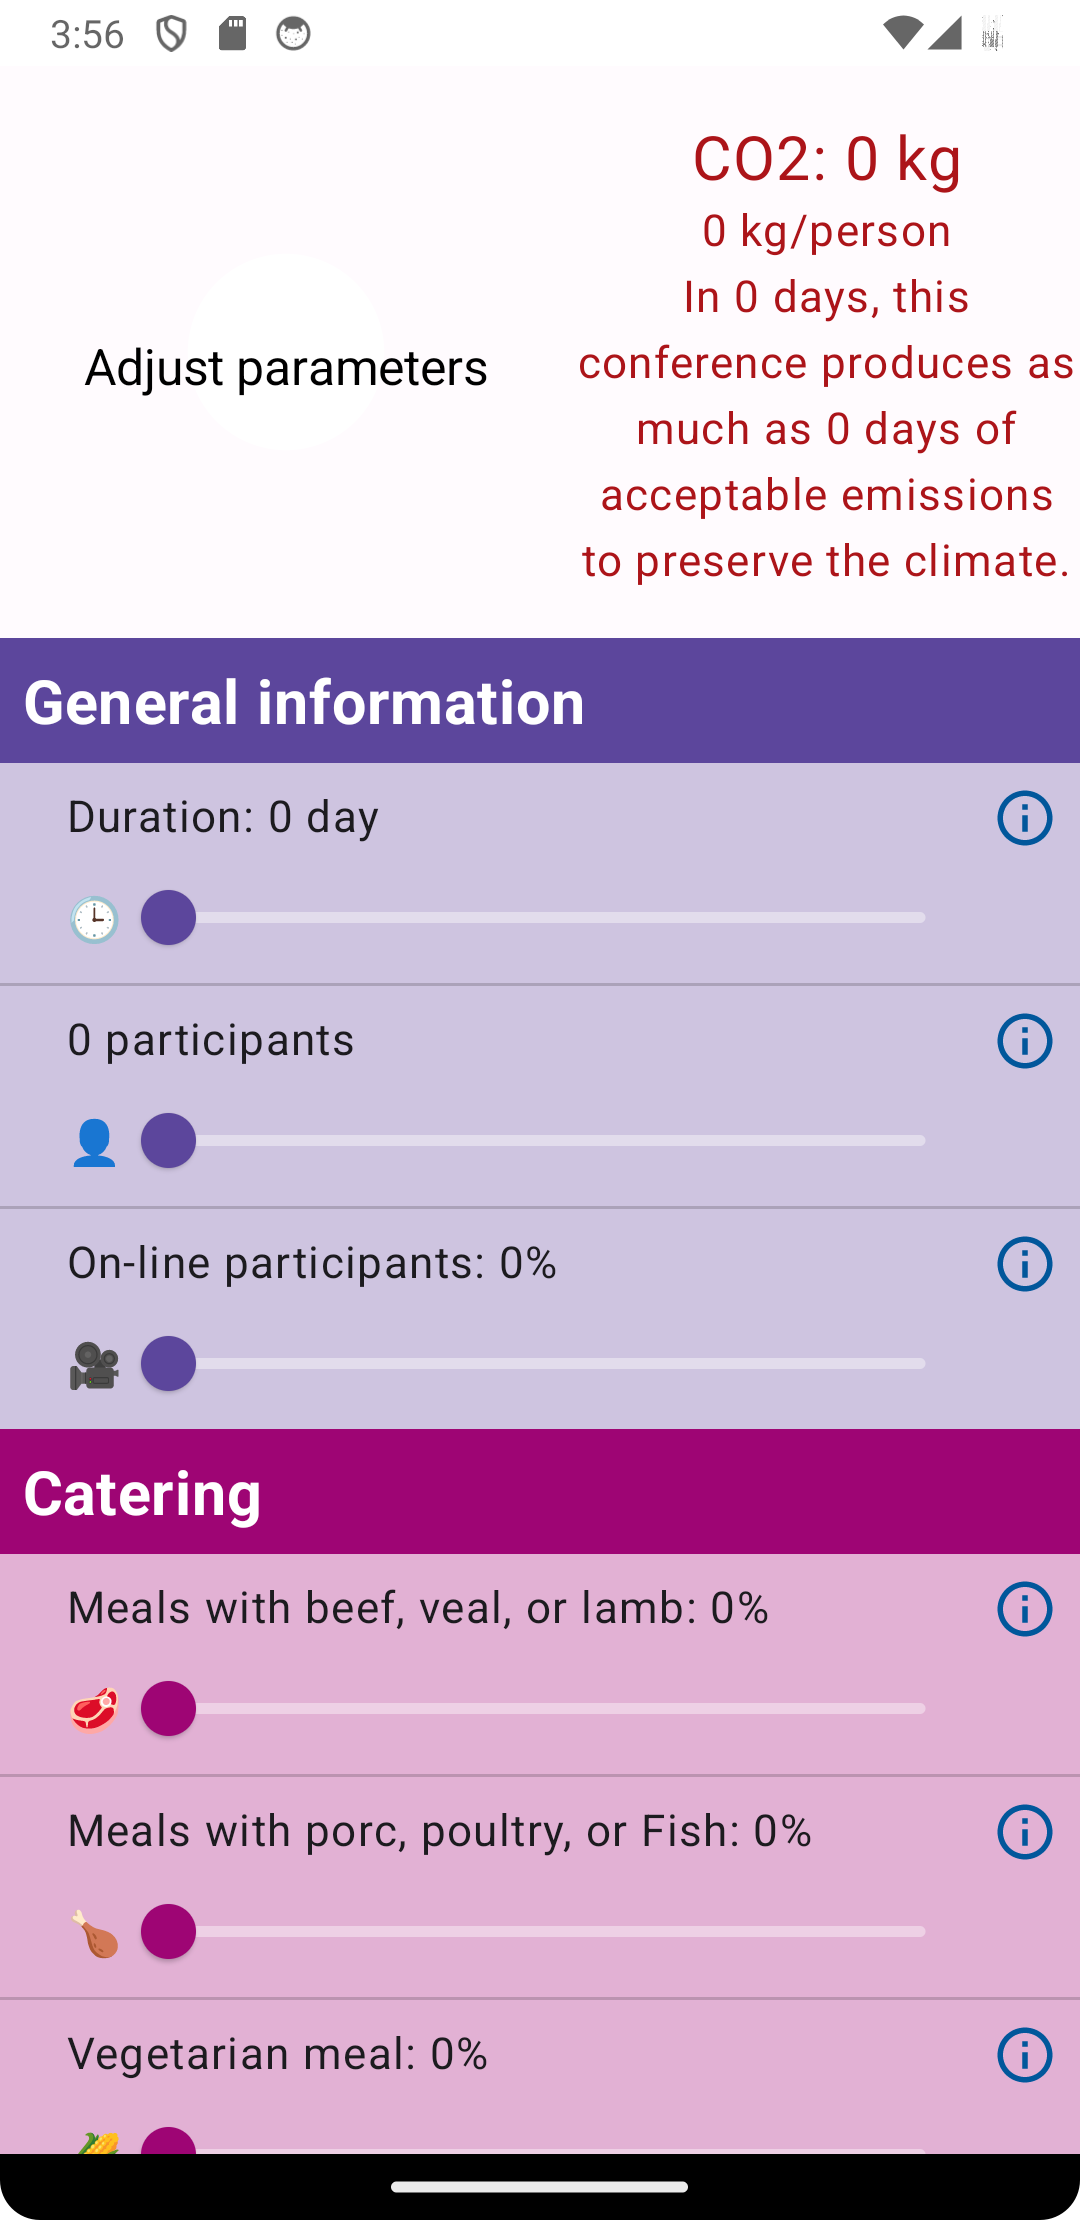 3:56
CO2: 0 kg
0 kg/person
In 0 days, this
conference produces as
much as 0 days of
acceptable emissions
to preserve the climate.
Adjust parameters
General information
Duration: 0 day
0 participants
On-line participants: 0%
Catering
Meals with beef, veal, or lamb: 0%
Meals with porc, poultry, or Fish: 0%
Vegetarian meal: 0%